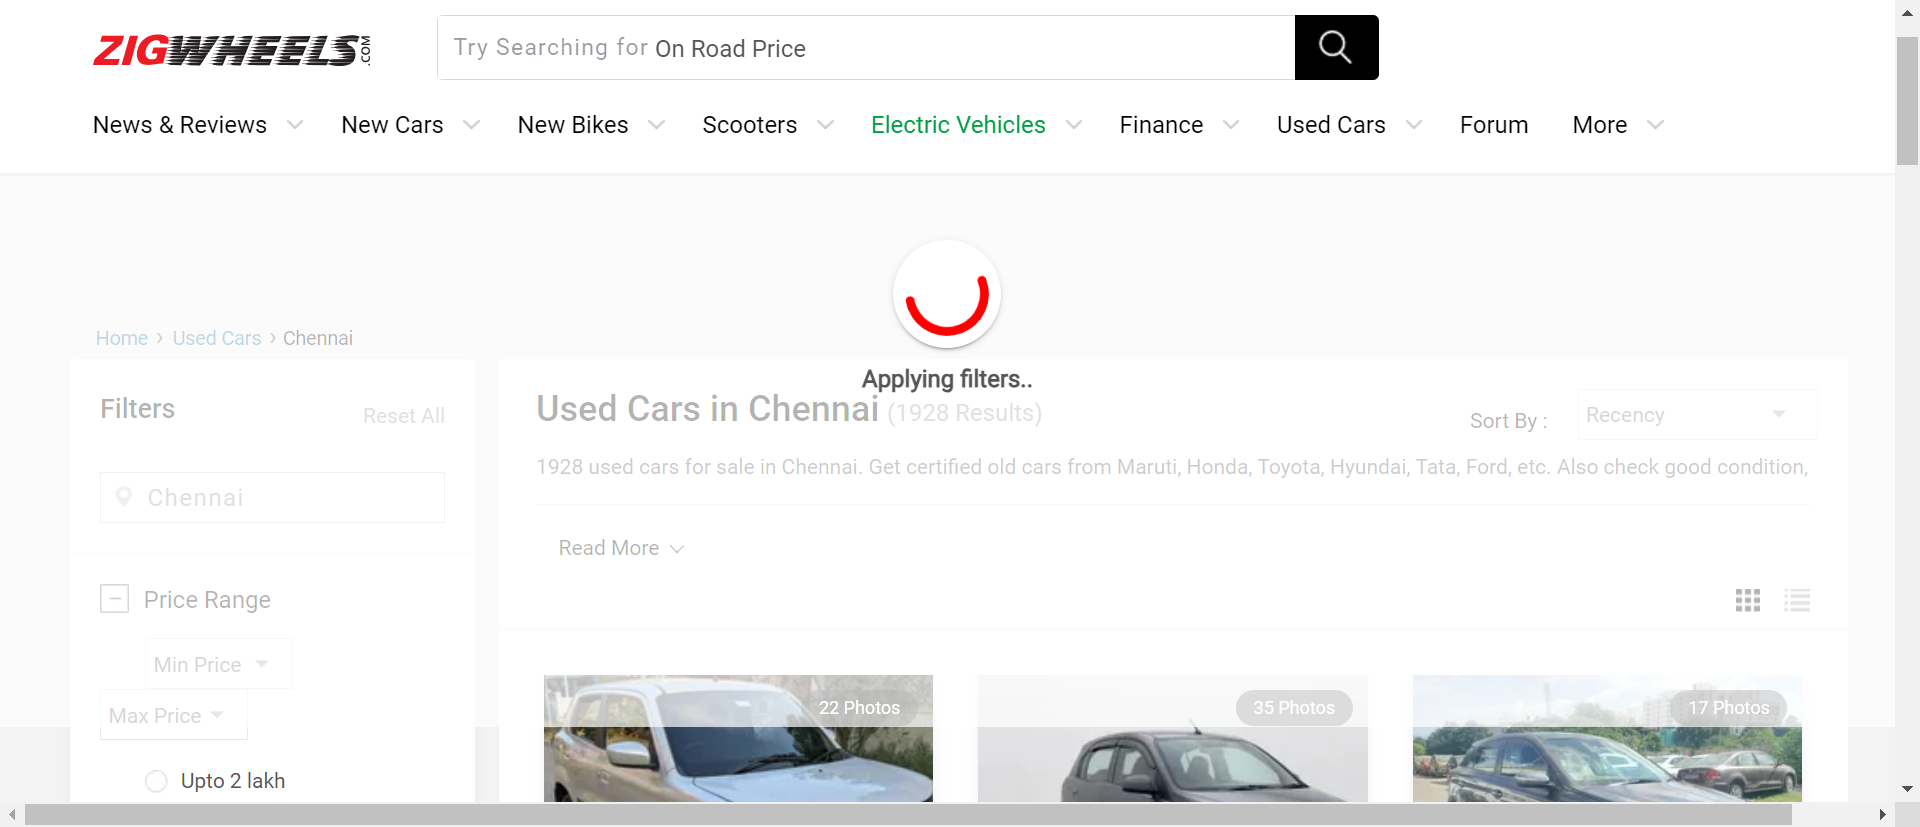 ZIGWHEELS.COM
Try Searching for On Road Price
News & Reviews New Cars New Bikes Scooters Electric Vehicles Finance Used Cars Forum More
Home › Used Cars › Chennai
Applying filters..
Filters
Reset All
Chennai
Price Range
Min Price
Max Price
Upto 2 lakh
Used Cars in Chennai (1928 Results)
Sort By :
Recency
1928 used cars for sale in Chennai. Get certified old cars from Maruti, Honda, Toyota, Hyundai, Tata, Ford, etc. Also check good condition,
Read More
22 Photos
35 Photos
17 Photos